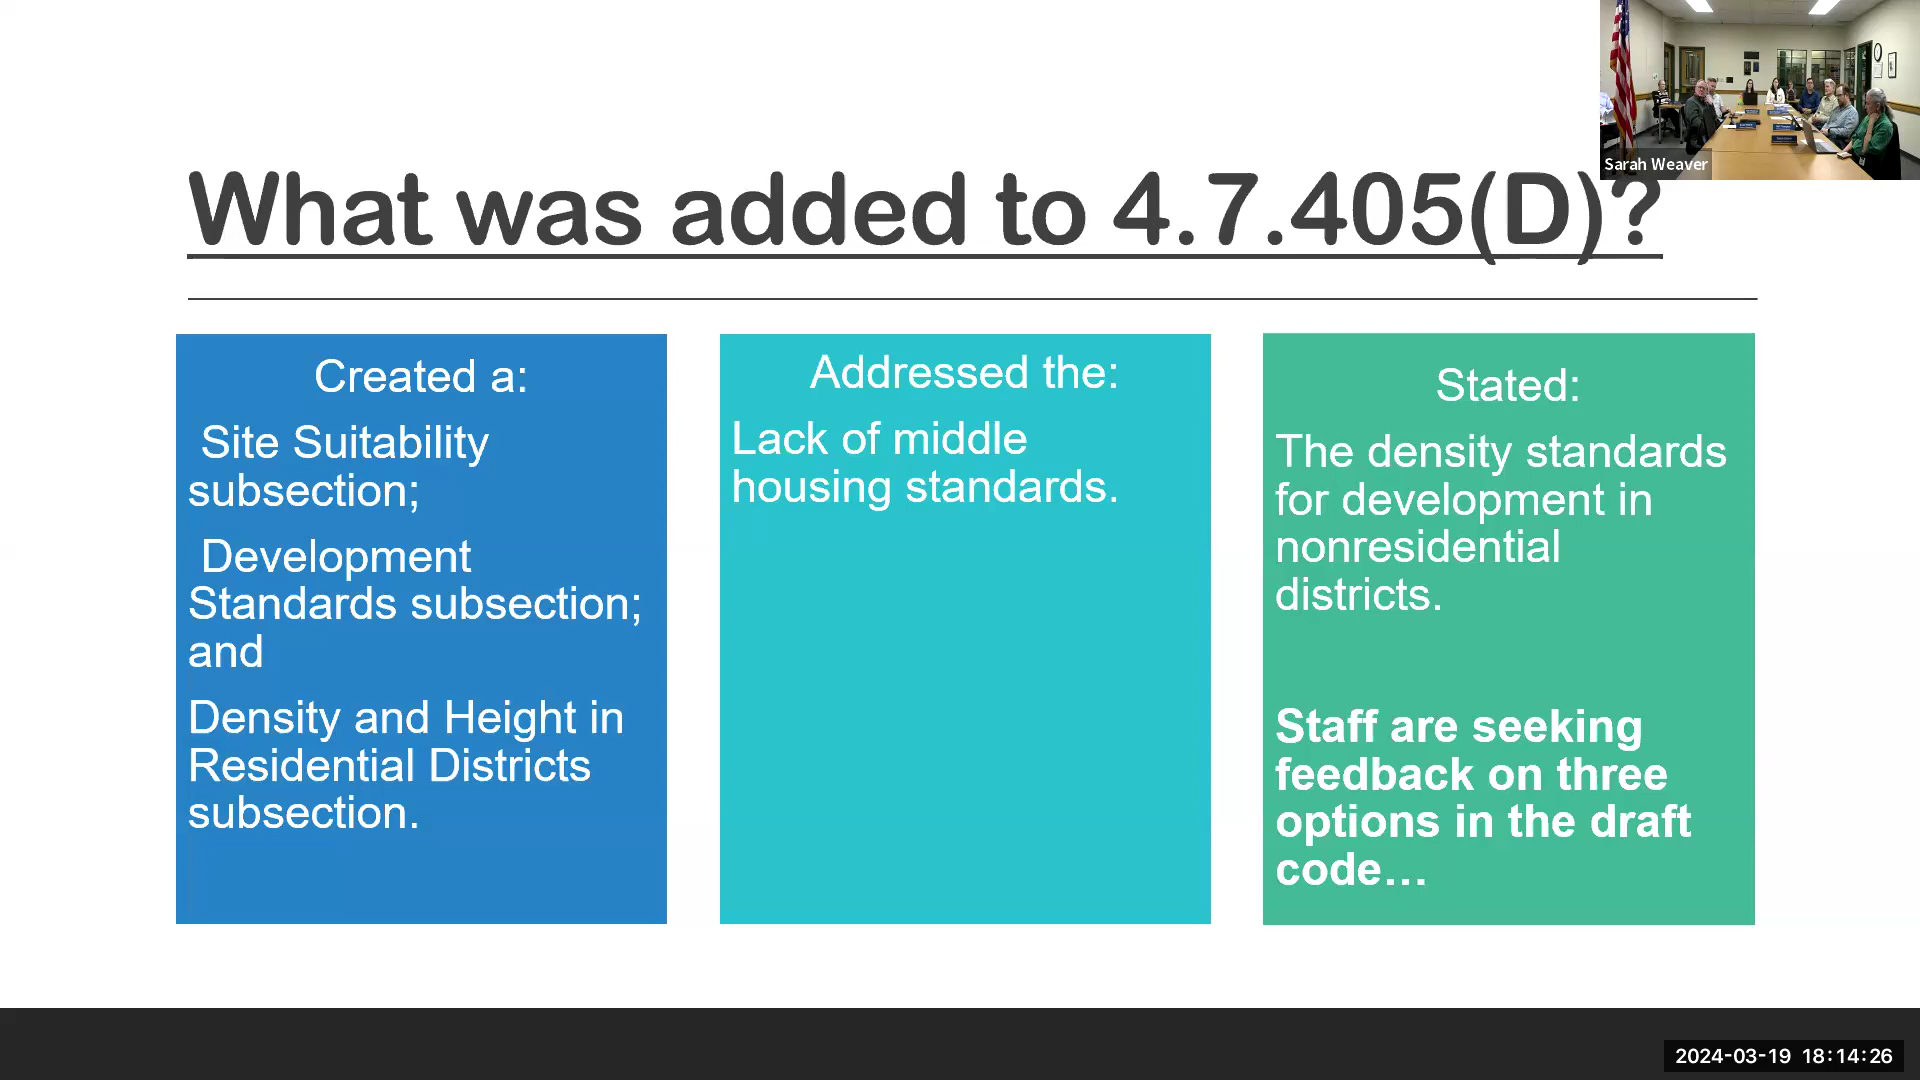 Sarah Weaver
What was added to 4.7.405(D)?
Created a:
Site Suitability
subsection;
Development
Standards subsection;
and
Density and Height in
Residential Districts
subsection.
Addressed the:
Lack of middle
housing standards.
Stated:
The density standards
for development in
nonresidential
districts.
Staff are seeking
feedback on three
options in the draft
code…
2024-03-19 18:14:26